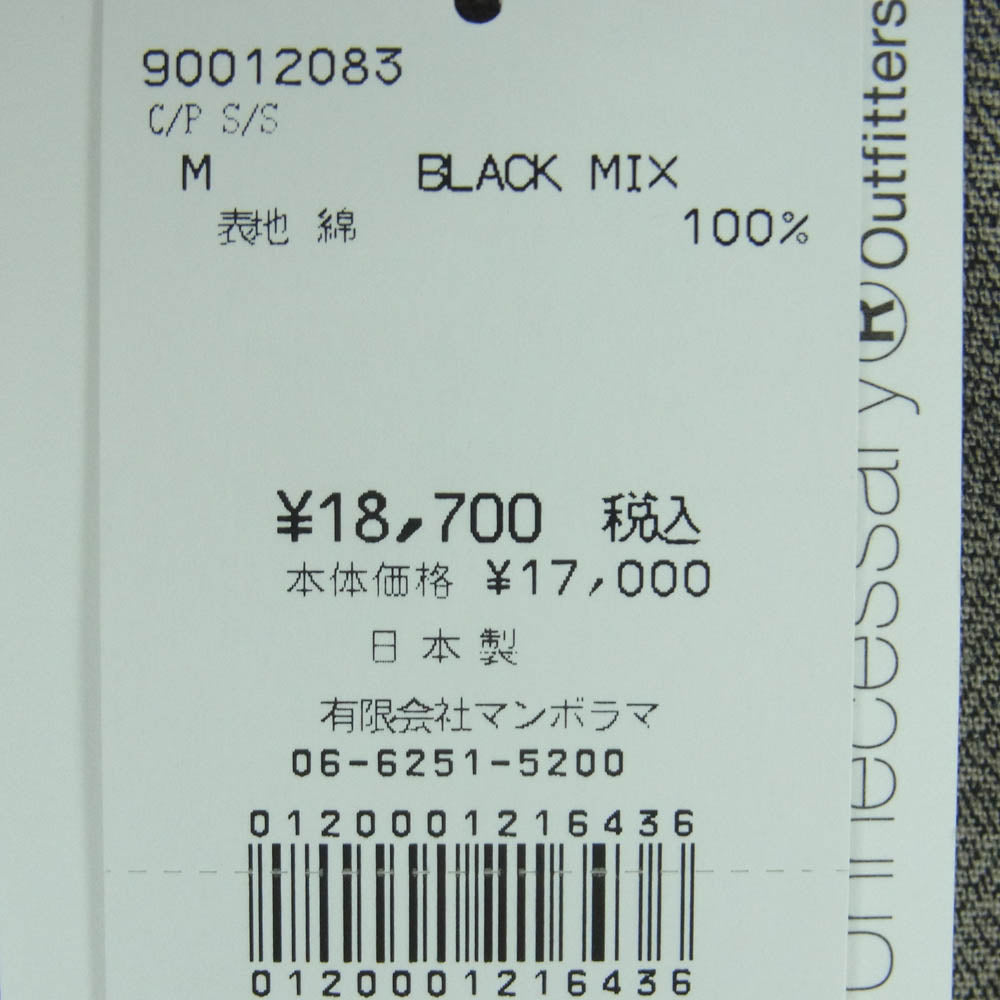 90012083
C/P S/S
M BLACK MIX
表地 綿 100%
¥18,700 税込
本体価格 ¥17,000
日本製
有限会社マンボラマ
06-6251-5200
0120001216436
0120001216436
unnecessary Ⓡ Outfitters